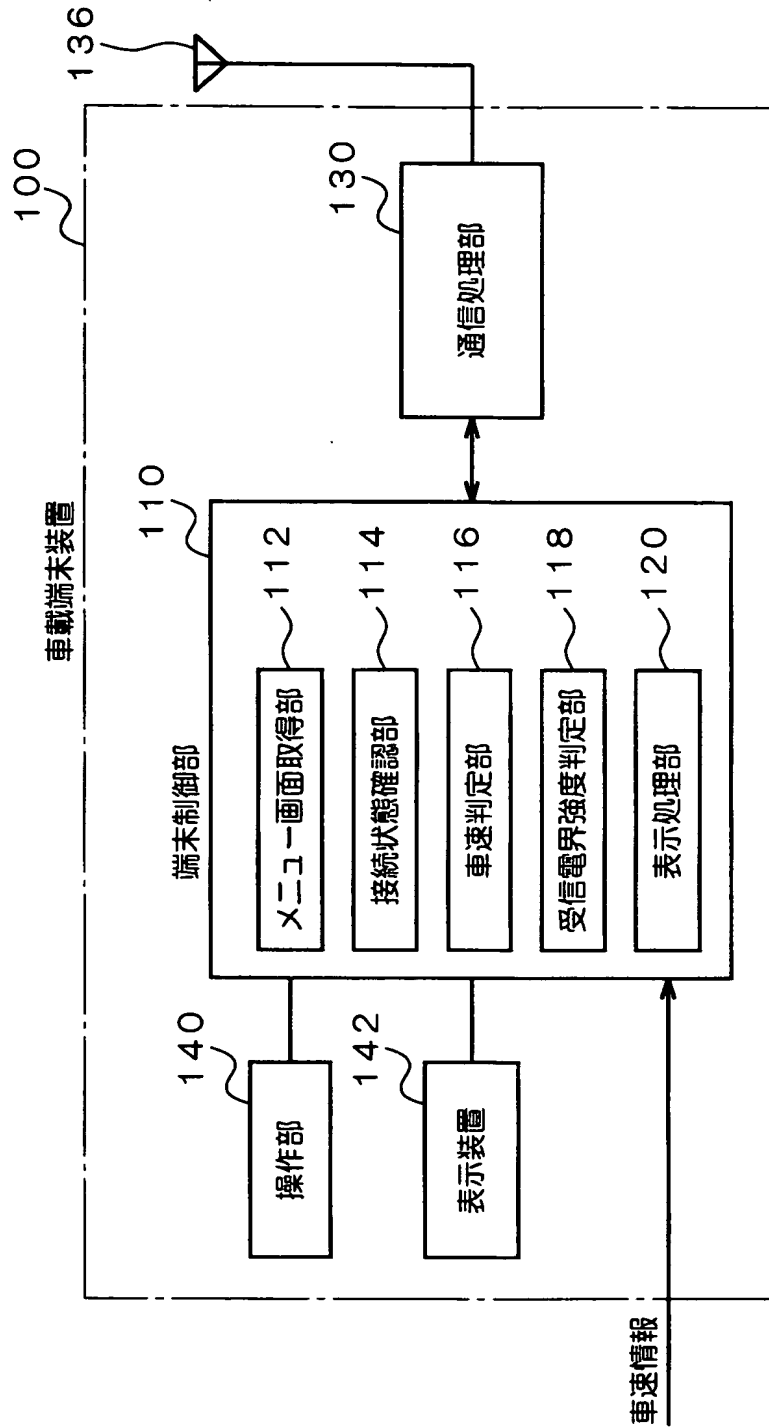 車載端末装置
100
136
端末制御部
110
メニュー画面取得部
112
接続状態確認部
114
車速判定部
116
受信電界強度判定部
118
表示処理部
120
通信処理部
130
操作部
140
表示装置
142
車速情報